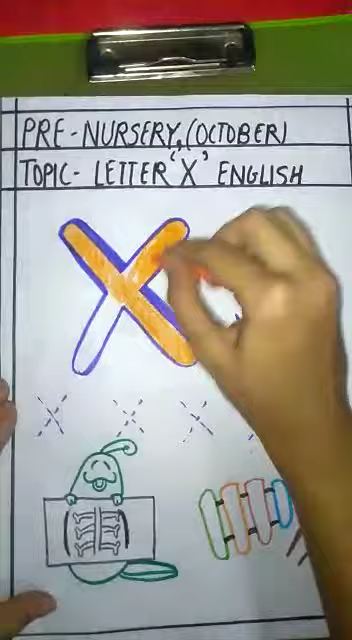 PRE-NURSERY,(OCTOBER)
TOPIC- LETTER 'X' ENGLISH
X
X X X